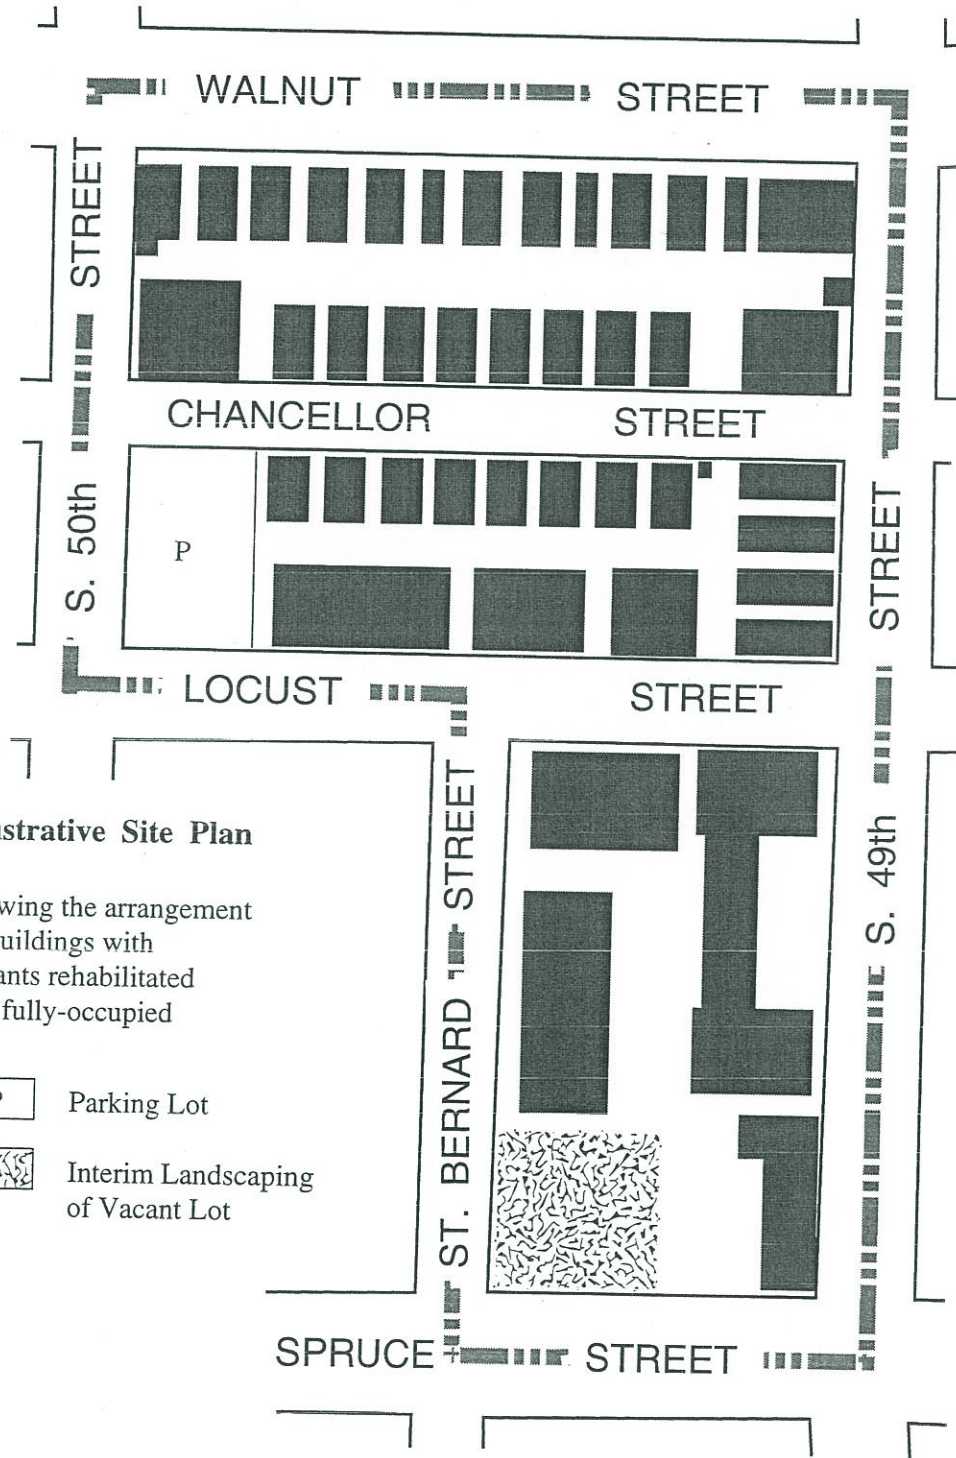 WALNUT STREET
STREET
CHANCELLOR STREET
S. 50th
P
STREET
LOCUST STREET
STREET
S. 49th
ustrative Site Plan
wing the arrangement
uildings with
ants rehabilitated
fully-occupied
P Parking Lot
Interim Landscaping
of Vacant Lot
ST. BERNARD
SPRUCE STREET